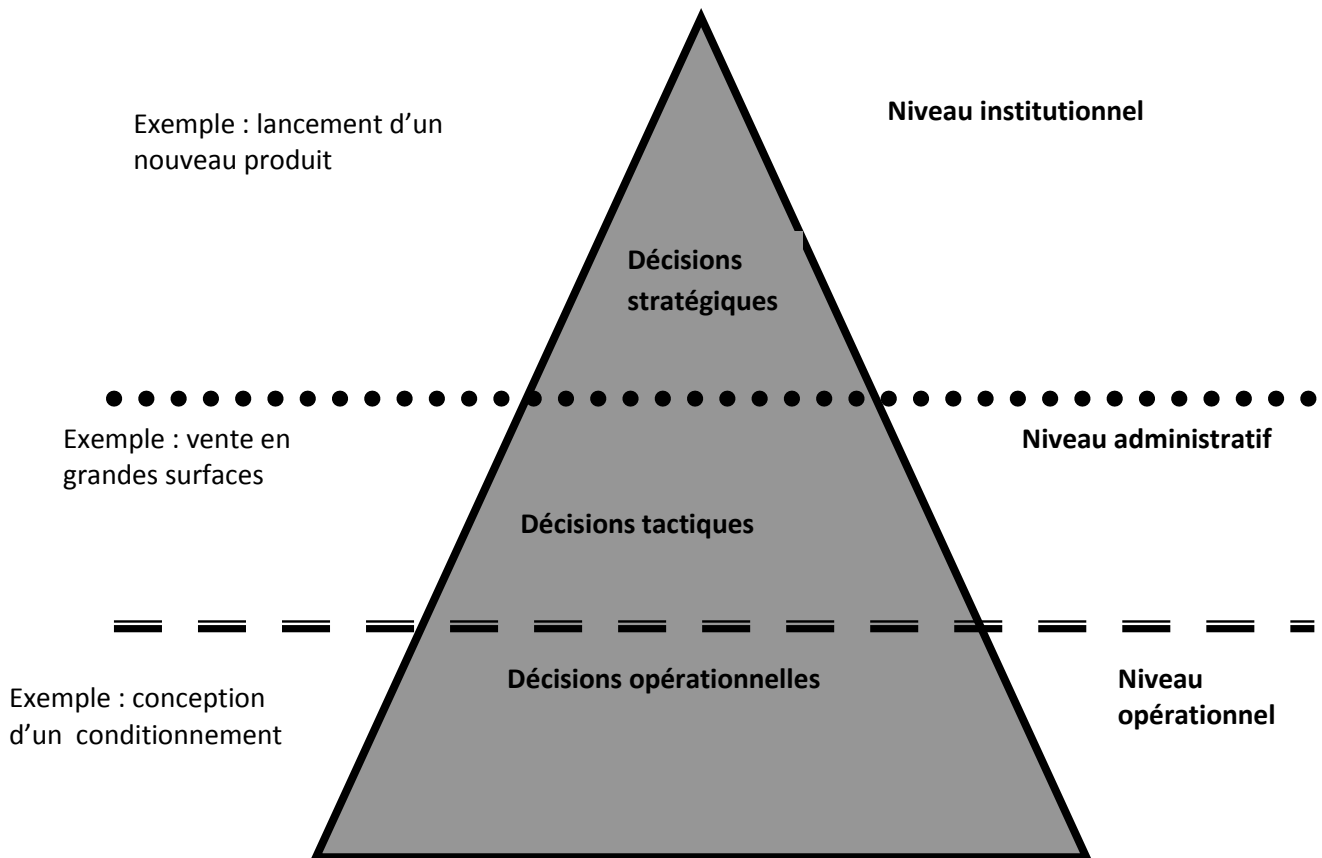 Exemple : lancement d’un
nouveau produit
Niveau institutionnel
Décisions
stratégiques
Exemple : vente en
grandes surfaces
Niveau administratif
Décisions tactiques
Exemple : conception
d’un  conditionnement
Décisions opérationnelles
Niveau
opérationnel